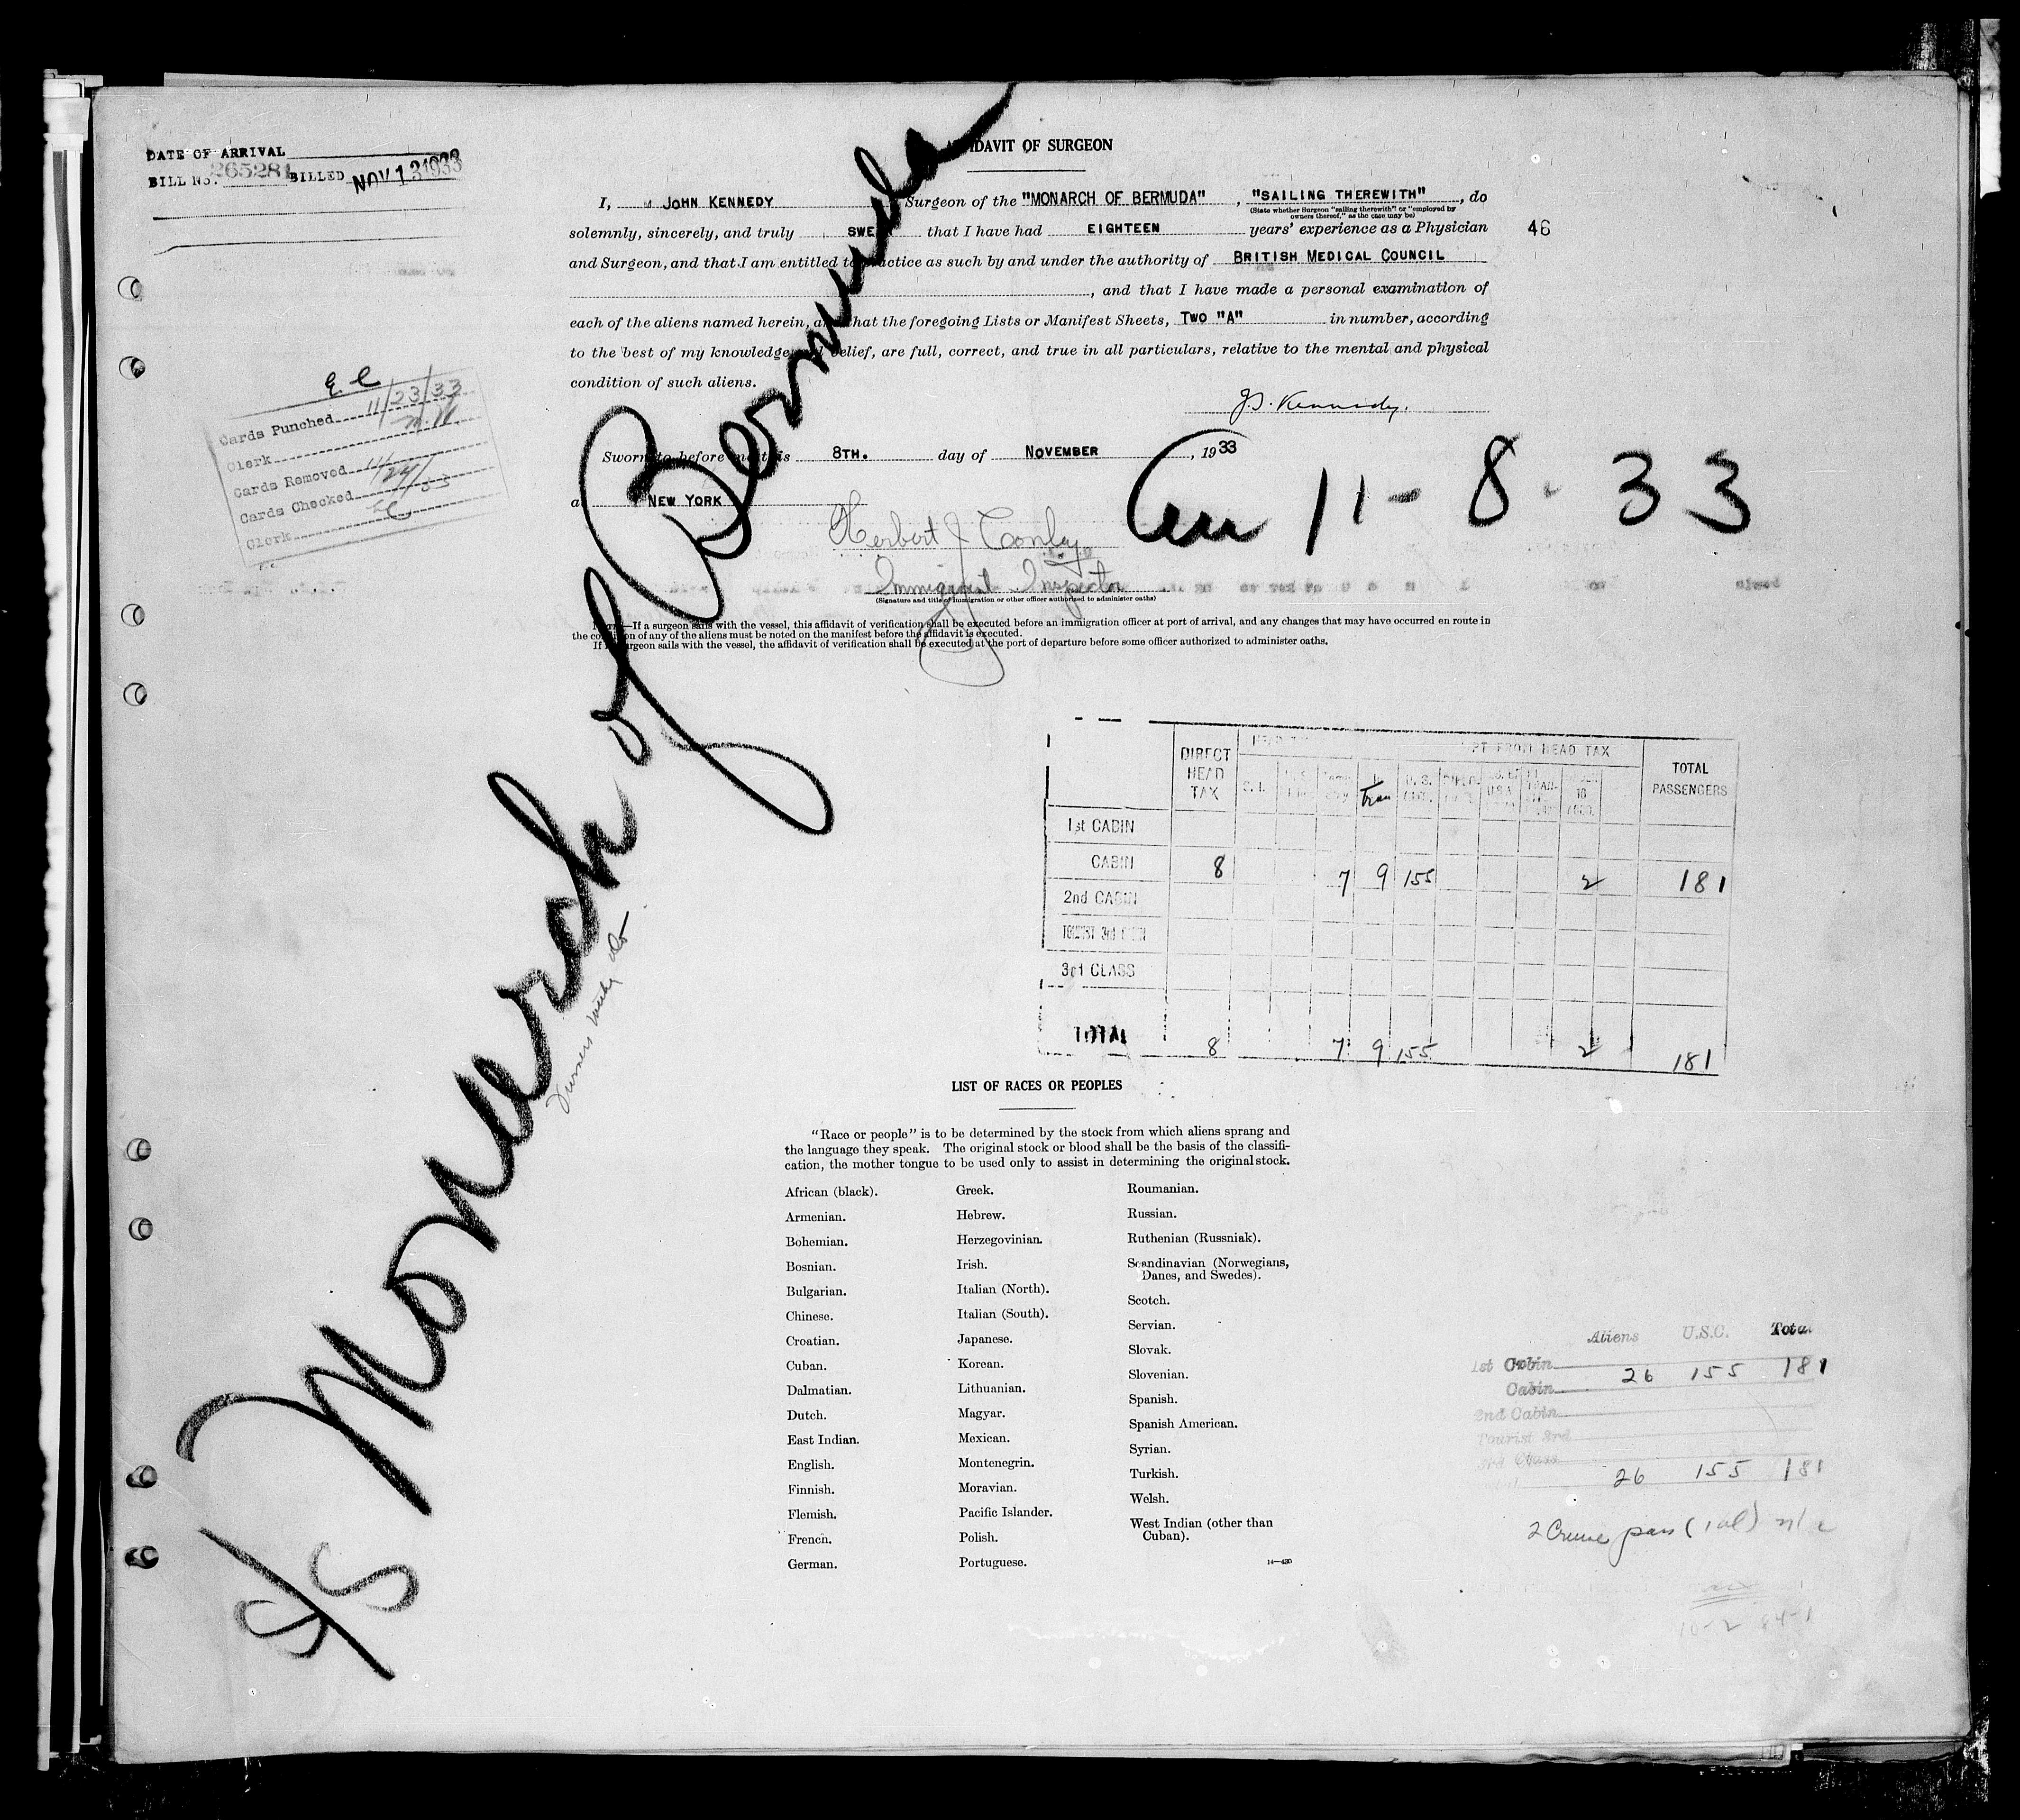 DATE OF ARRIVAL
BILL NO. 265281 BILLED NOV 13 1933
AFFIDAVIT OF SURGEON
I, JOHN KENNEDY Surgeon of the "MONARCH OF BERMUDA", "SAILING THEREWITH", do
(State whether Surgeon "sailing therewith" or "employed by
owners thereof," as the case may be)
solemnly, sincerely, and truly SWEAR that I have had EIGHTEEN years' experience as a Physician
46
and Surgeon, and that I am entitled to practice as such by and under the authority of BRITISH MEDICAL COUNCIL
, and that I have made a personal examination of
each of the aliens named herein, and that the foregoing Lists or Manifest Sheets, TWO "A" in number, according
to the best of my knowledge and belief, are full, correct, and true in all particulars, relative to the mental and physical
condition of such aliens.
J.S. Kennedy.
Sworn to before me this 8TH. day of NOVEMBER, 1933
at NEW YORK
Herbert J Conley
Immigrant Inspector
(Signature and title of immigration or other officer authorized to administer oaths)
NOTE.—If a surgeon sails with the vessel, this affidavit of verification shall be executed before an immigration officer at port of arrival, and any changes that may have occurred en route in
the condition of any of the aliens must be noted on the manifest before the affidavit is executed.
If no surgeon sails with the vessel, the affidavit of verification shall be executed at the port of departure before some officer authorized to administer oaths.
Cards Punched 11/23/33
Clerk
Cards Removed 11/24/33
Cards Checked
Clerk
S/S Monarch of Bermuda
Arr 11-8-33
DIRECT HEAD TAX HEAD TAX TOTAL PASSENGERS
1st CABIN
CABIN 8 7 9 155 2 181
2nd CABIN
TOURIST 3rd CABIN
3rd CLASS
TOTAL 8 7 9 155 2 181
LIST OF RACES OR PEOPLES
"Race or people" is to be determined by the stock from which aliens sprang and
the language they speak. The original stock or blood shall be the basis of the classifi-
cation, the mother tongue to be used only to assist in determining the original stock.
African (black).
Armenian.
Bohemian.
Bosnian.
Bulgarian.
Chinese.
Croatian.
Cuban.
Dalmatian.
Dutch.
East Indian.
English.
Finnish.
Flemish.
French.
German.
Greek.
Hebrew.
Herzegovinian.
Irish.
Italian (North).
Italian (South).
Japanese.
Korean.
Lithuanian.
Magyar.
Mexican.
Montenegrin.
Moravian.
Pacific Islander.
Polish.
Portuguese.
Roumanian.
Russian.
Ruthenian (Russniak).
Scandinavian (Norwegians,
Danes, and Swedes).
Scotch.
Servian.
Slovak.
Slovenian.
Spanish.
Spanish American.
Syrian.
Turkish.
Welsh.
West Indian (other than
Cuban).
Aliens U.S.C. Total
1st Cabin 26 155 181
Cabin
2nd Cabin
Tourist 3rd
3rd Class
26 155 181